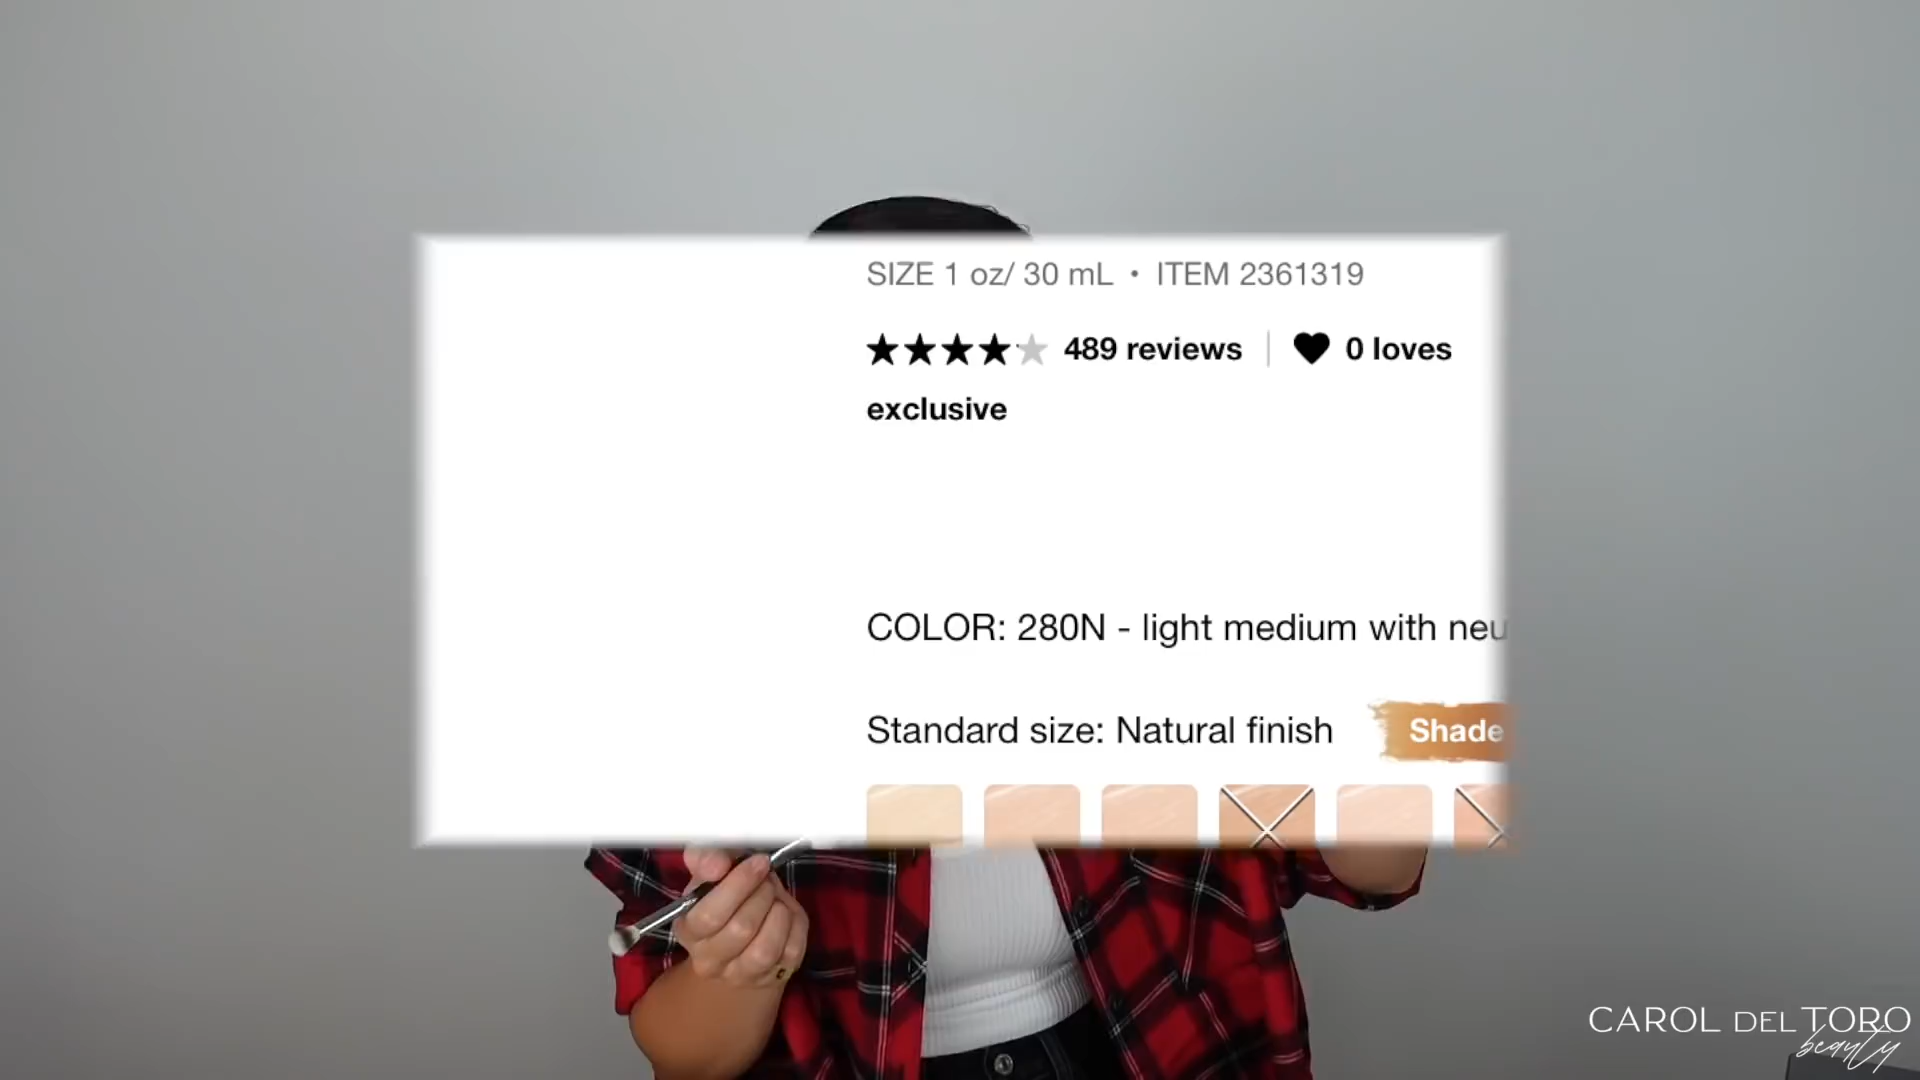 SIZE 1 oz/ 30 mL • ITEM 2361319
489 reviews | 0 loves
exclusive
COLOR: 280N - light medium with neu
Standard size: Natural finish
Shade
CAROL DEL TORO
beauty